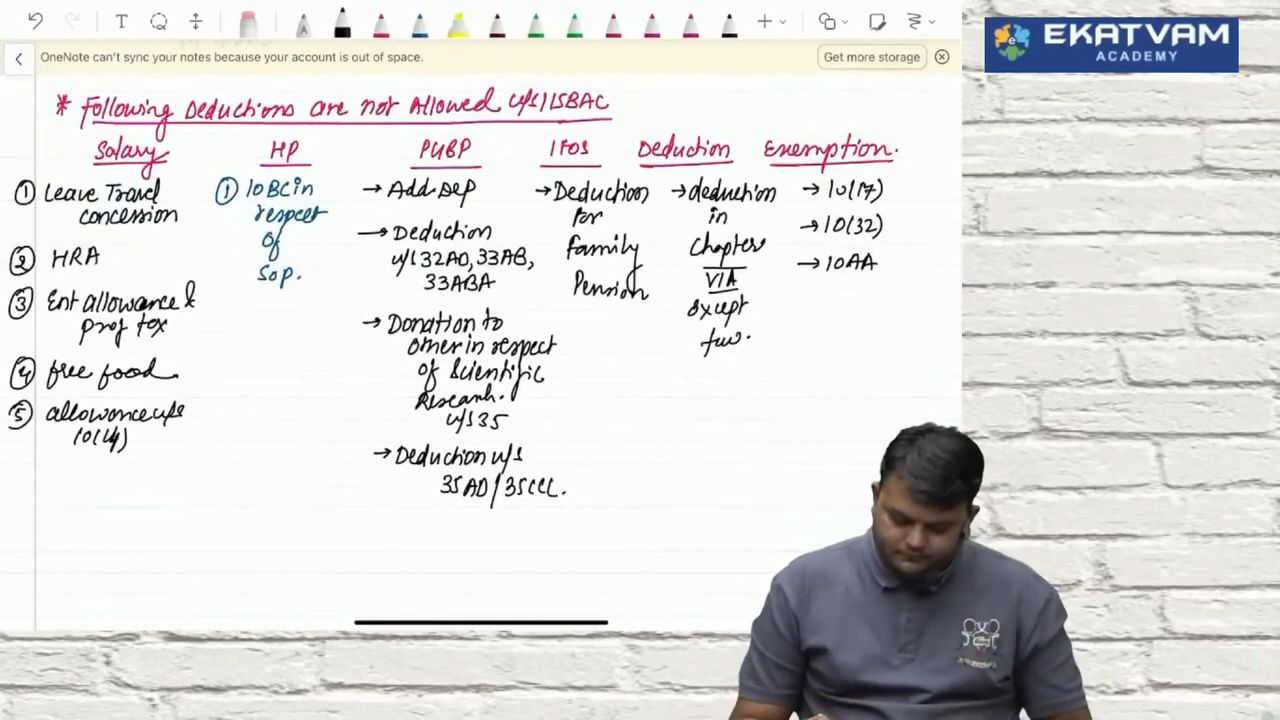 OneNote can't sync your notes because your account is out of space.
Get more storage
EKATVAM
ACADEMY
* Following Deductions are not Allowed u/s 115BAC
Salary
① Leave Travel
concession
② HRA
③ Ent allowance &
prof tax
④ free food
⑤ allowance u/s
10(14)
HP
①
in
respect
of
SOP.
PGBP
→ Add. Dep
→ Deduction
u/s 32AD, 33AB,
33ABA
→ Donation to
other in respect
of Scientific
Research.
u/s 35
→ Deduction u/s
35AD/35CCC.
IFOS
→ Deduction
for
family
Pension
Deduction
→ deduction
in
Chapter
VIA
except
few.
Exemption.
→ 10(17)
→ 10(32)
→ 10AA